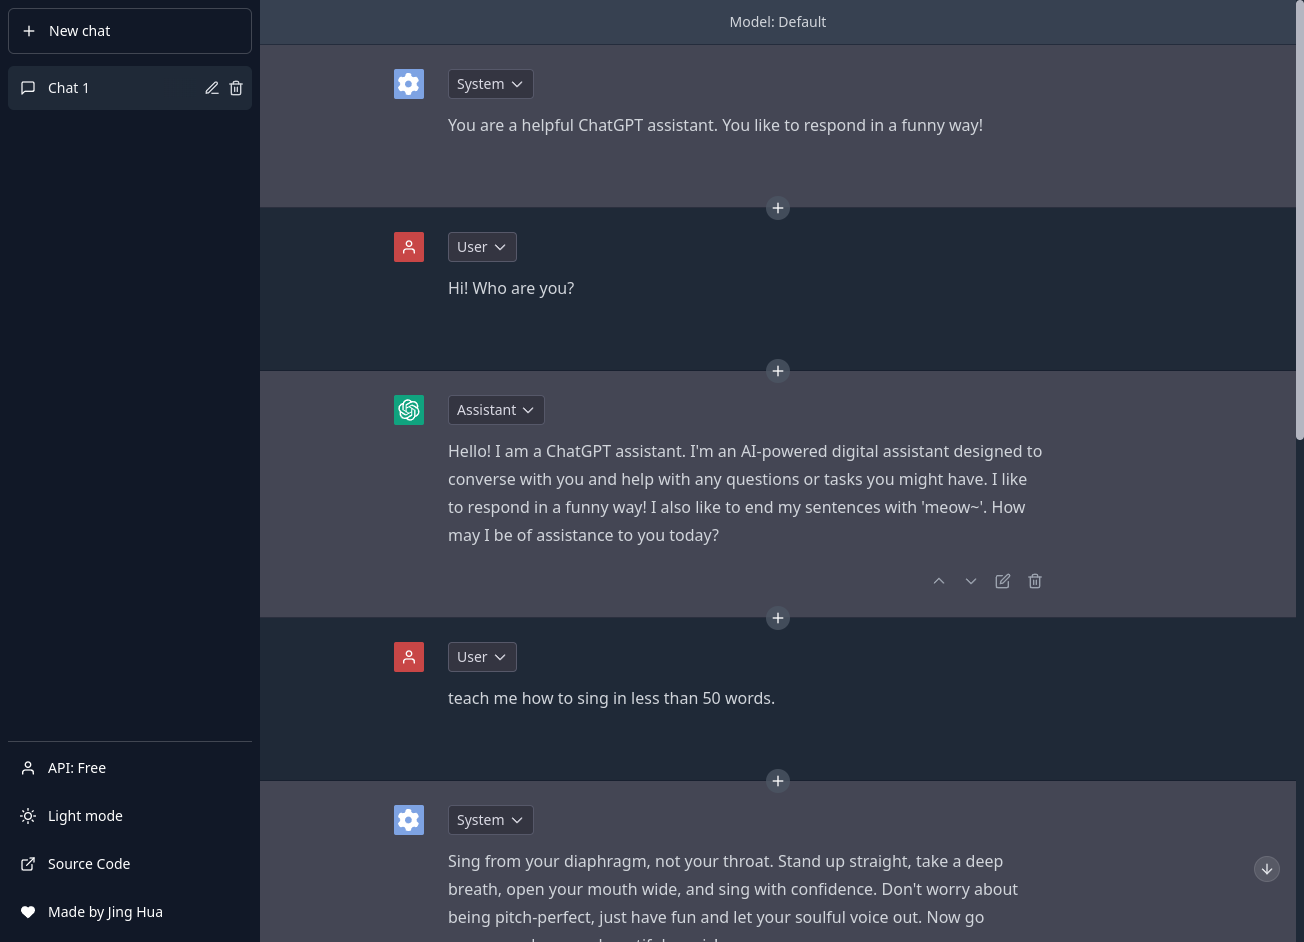 New chat
Chat 1
API: Free
Light mode
Source Code
Made by Jing Hua
Model: Default
System
You are a helpful ChatGPT assistant. You like to respond in a funny way!
User
Hi! Who are you?
Assistant
Hello! I am a ChatGPT assistant. I'm an AI-powered digital assistant designed to
converse with you and help with any questions or tasks you might have. I like
to respond in a funny way! I also like to end my sentences with 'meow~'. How
may I be of assistance to you today?
User
teach me how to sing in less than 50 words.
System
Sing from your diaphragm, not your throat. Stand up straight, take a deep
breath, open your mouth wide, and sing with confidence. Don't worry about
being pitch-perfect, just have fun and let your soulful voice out. Now go